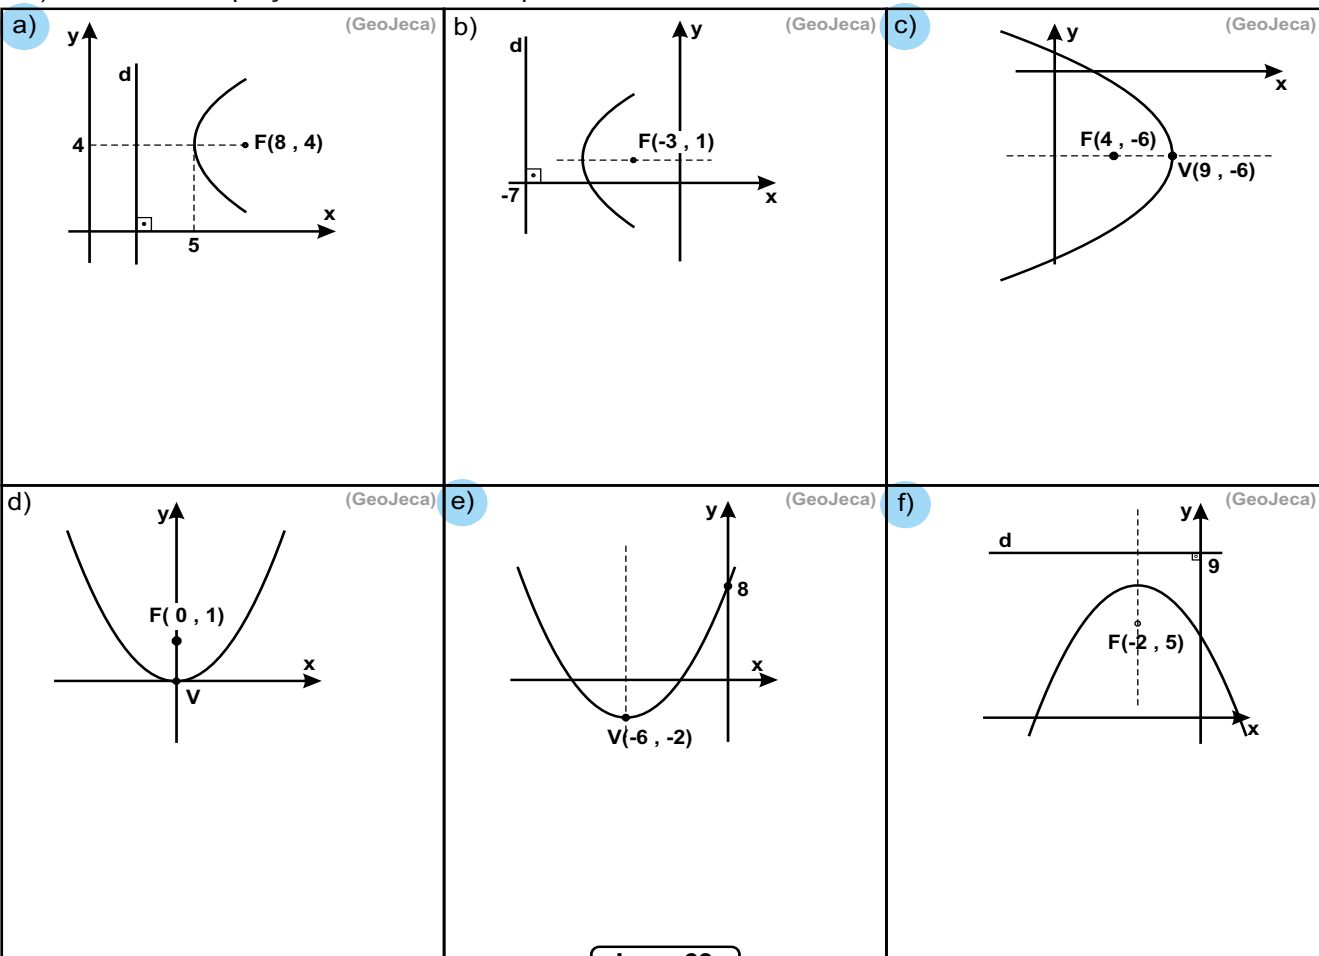 a)
(GeoJeca)
y
d
4
F(8 , 4)
x
5
b)
(GeoJeca)
y
d
F(-3 , 1)
-7
x
c)
(GeoJeca)
y
x
F(4 , -6)
V(9 , -6)
d)
(GeoJeca)
y
F( 0 , 1)
x
V
e)
(GeoJeca)
y
8
x
V(-6 , -2)
f)
(GeoJeca)
y
d
9
F(-2 , 5)
x